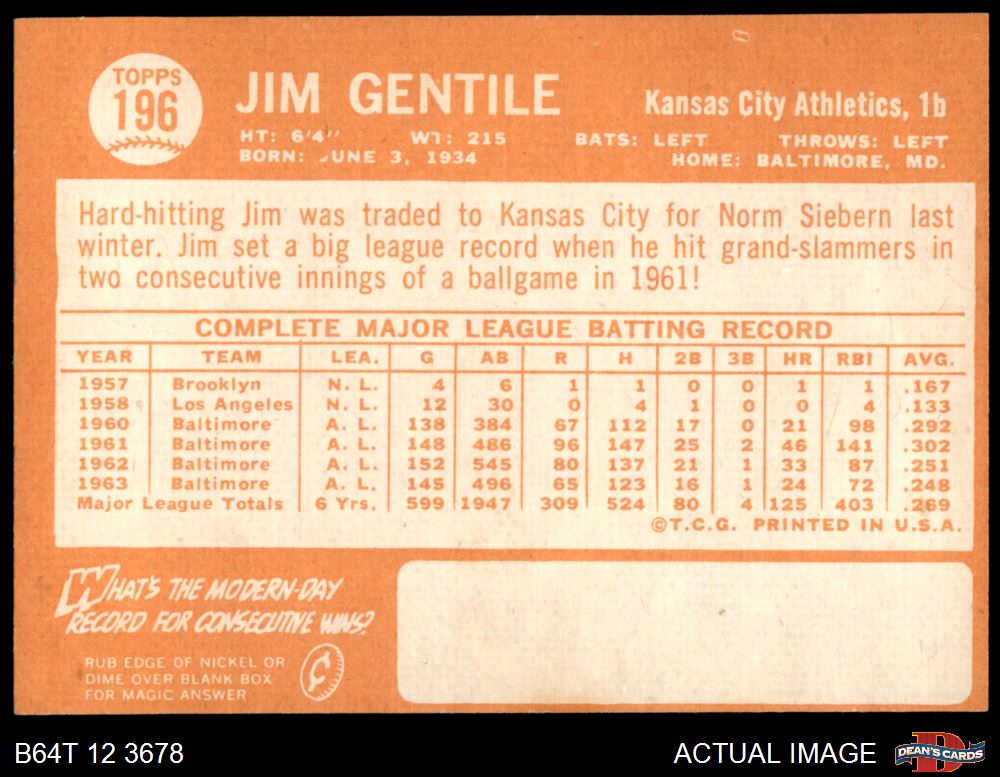 TOPPS
196
JIM GENTILE
Kansas City Athletics, 1b
HT: 6'4" WT: 215 BATS: LEFT THROWS: LEFT
BORN: JUNE 3, 1934 HOME: BALTIMORE, MD.
Hard-hitting Jim was traded to Kansas City for Norm Siebern last
winter. Jim set a big league record when he hit grand-slammers in
two consecutive innings of a ballgame in 1961!
COMPLETE MAJOR LEAGUE BATTING RECORD
YEAR TEAM LEA. G AB R H 2B 3B HR RBI AVG.
1957 Brooklyn N. L. 4 6 1 1 0 0 1 1 .167
1958 Los Angeles N. L. 12 30 0 4 1 0 0 4 .133
1960 Baltimore A. L. 138 384 67 112 17 0 21 98 .292
1961 Baltimore A. L. 148 486 96 147 25 2 46 141 .302
1962 Baltimore A. L. 152 545 80 137 21 1 33 87 .251
1963 Baltimore A. L. 145 496 65 123 16 1 24 72 .248
Major League Totals 6 Yrs. 599 1947 309 524 80 4 125 403 .269
©T.C.G. PRINTED IN U.S.A.
WHAT'S THE MODERN-DAY
RECORD FOR CONSECUTIVE WINS?
RUB EDGE OF NICKEL OR
DIME OVER BLANK BOX
FOR MAGIC ANSWER
¢
B64T 12 3678
ACTUAL IMAGE
D
DEAN'S CARDS